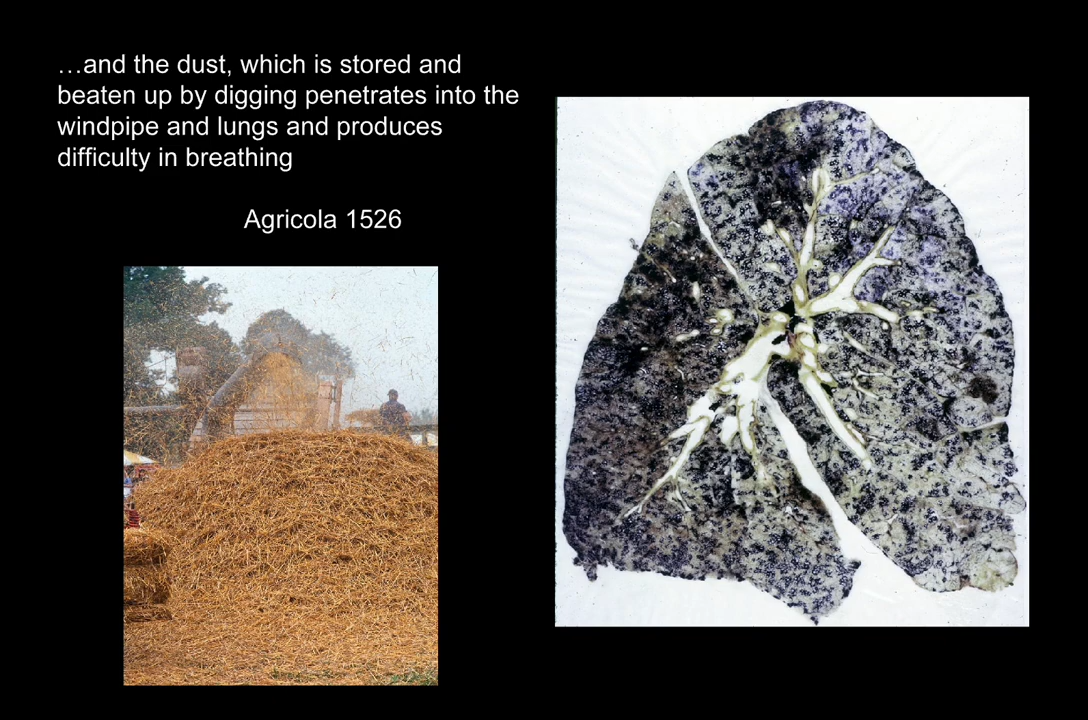 …and the dust, which is stored and
beaten up by digging penetrates into the
windpipe and lungs and produces
difficulty in breathing
Agricola 1526